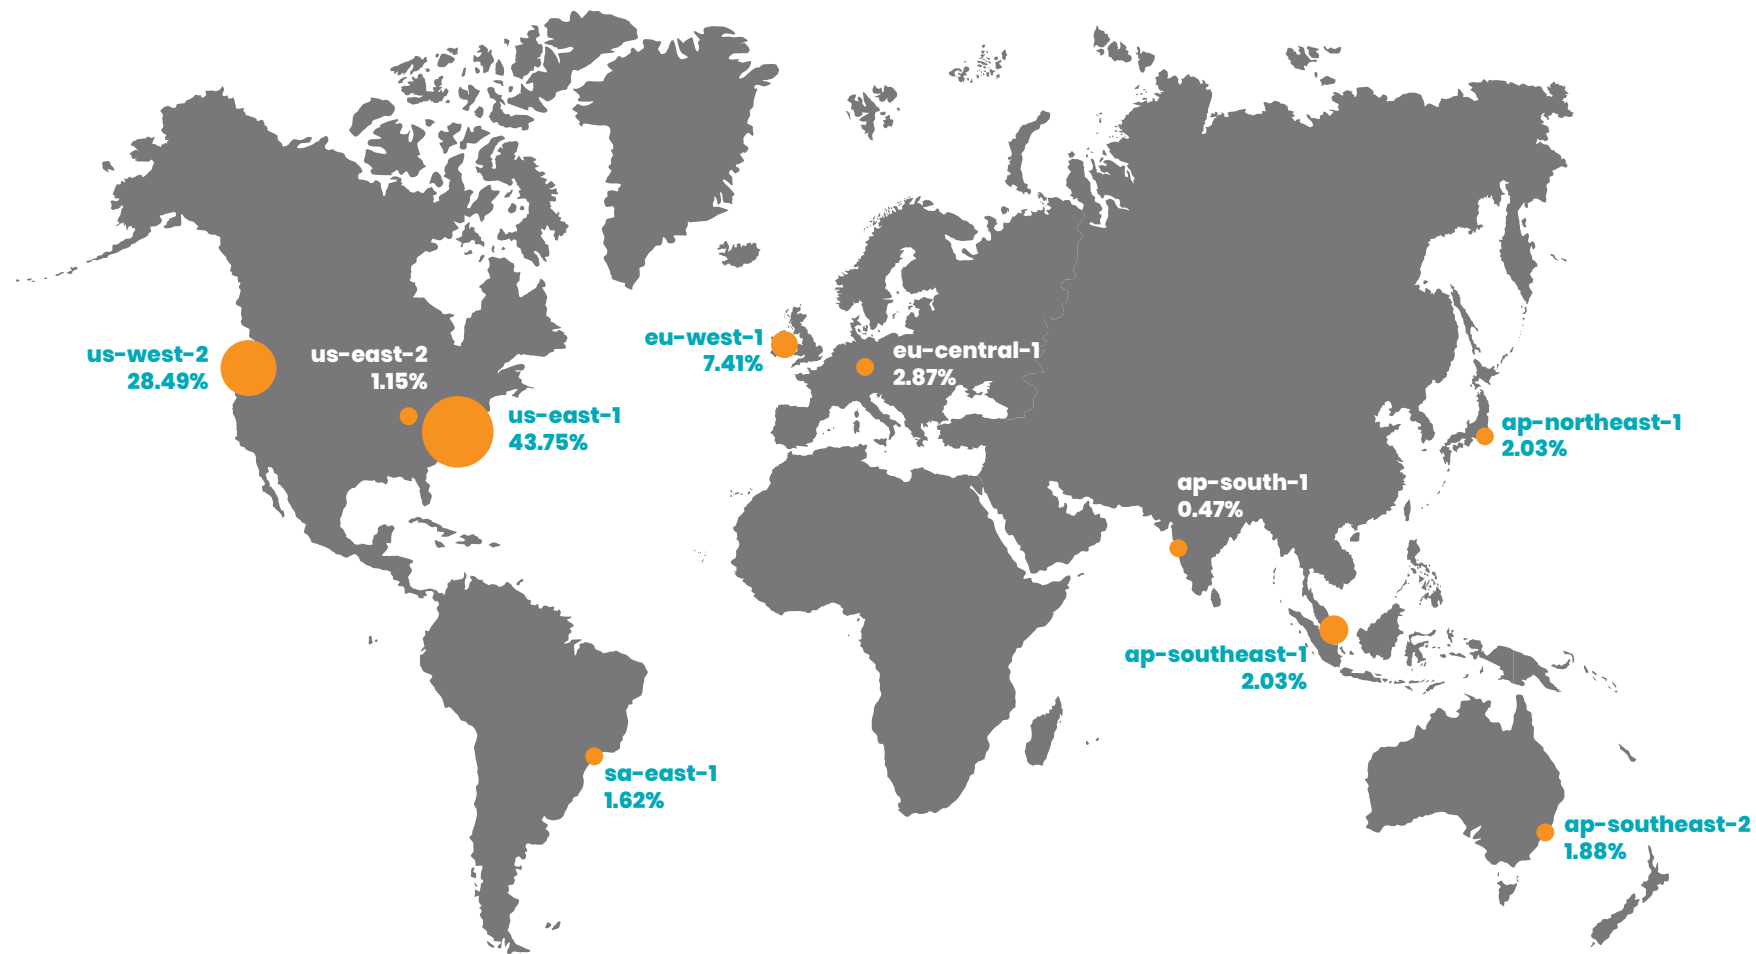 us-west-2
28.49%
us-east-2
1.15%
us-east-1
43.75%
eu-west-1
7.41%
eu-central-1
2.87%
ap-northeast-1
2.03%
ap-south-1
0.47%
ap-southeast-1
2.03%
sa-east-1
1.62%
ap-southeast-2
1.88%